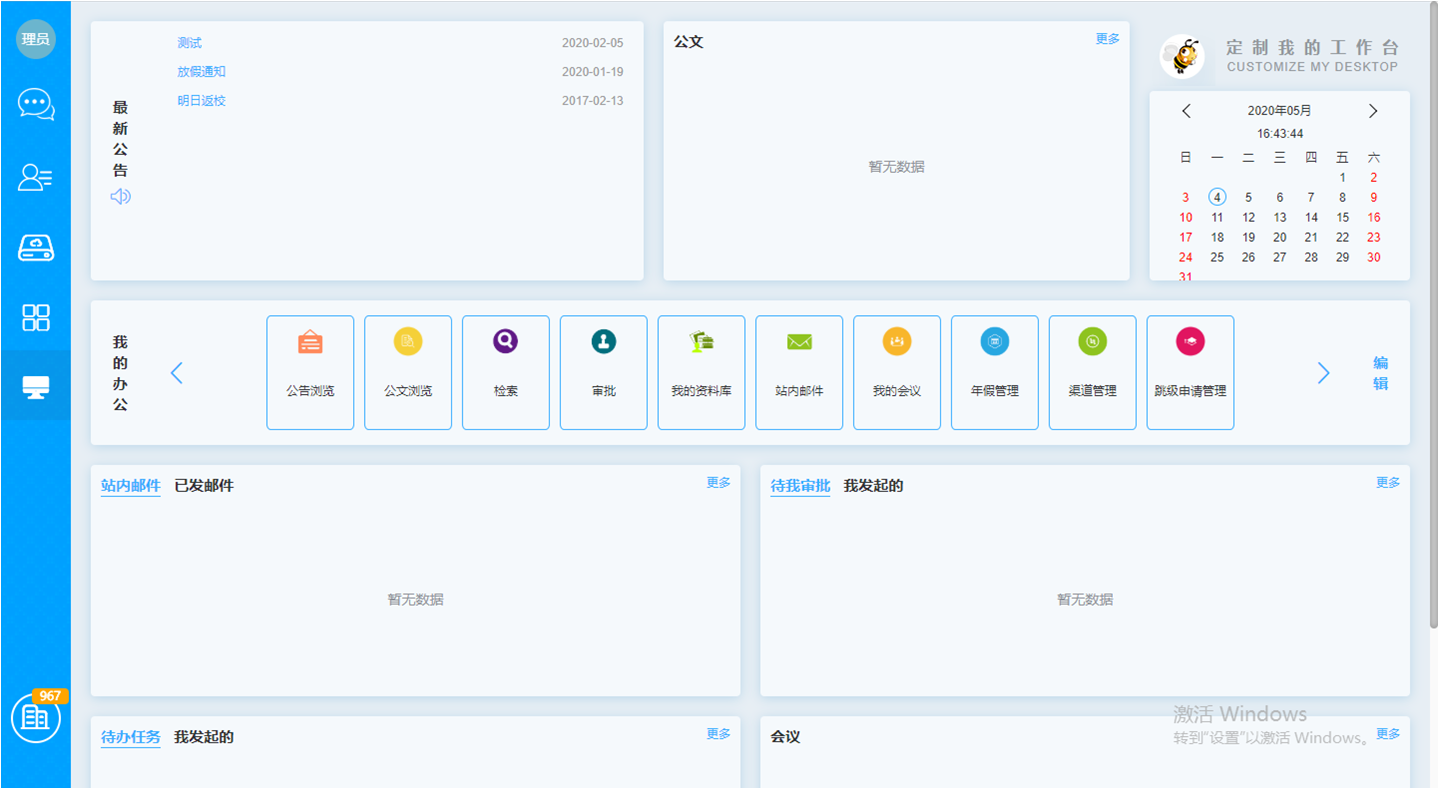 理员
967
最新公告
测试 2020-02-05
放假通知 2020-01-19
明日返校 2017-02-13
公文 更多
暂无数据
定制我的工作台
CUSTOMIZE MY DESKTOP
2020年05月
16:43:44
日 一 二 三 四 五 六
1 2
3 4 5 6 7 8 9
10 11 12 13 14 15 16
17 18 19 20 21 22 23
24 25 26 27 28 29 30
31
我的办公
公告浏览 公文浏览 检索 审批 我的资料库 站内邮件 我的会议 年假管理 渠道管理 跳级申请管理
编辑
站内邮件 已发邮件 更多
暂无数据
待我审批 我发起的 更多
暂无数据
待办任务 我发起的 更多
会议 更多
激活 Windows
转到"设置"以激活 Windows。